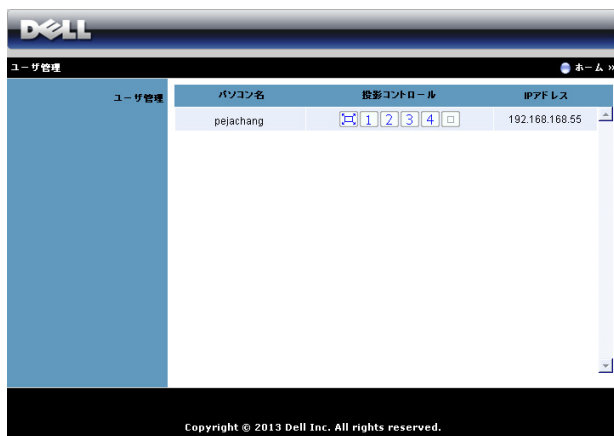 DELL
ユーザ管理 ホーム »
ユーザ管理
パソコン名 投影コントロール IPアドレス
pejachang 1 2 3 4 192.168.168.55
Copyright © 2013 Dell Inc. All rights reserved.